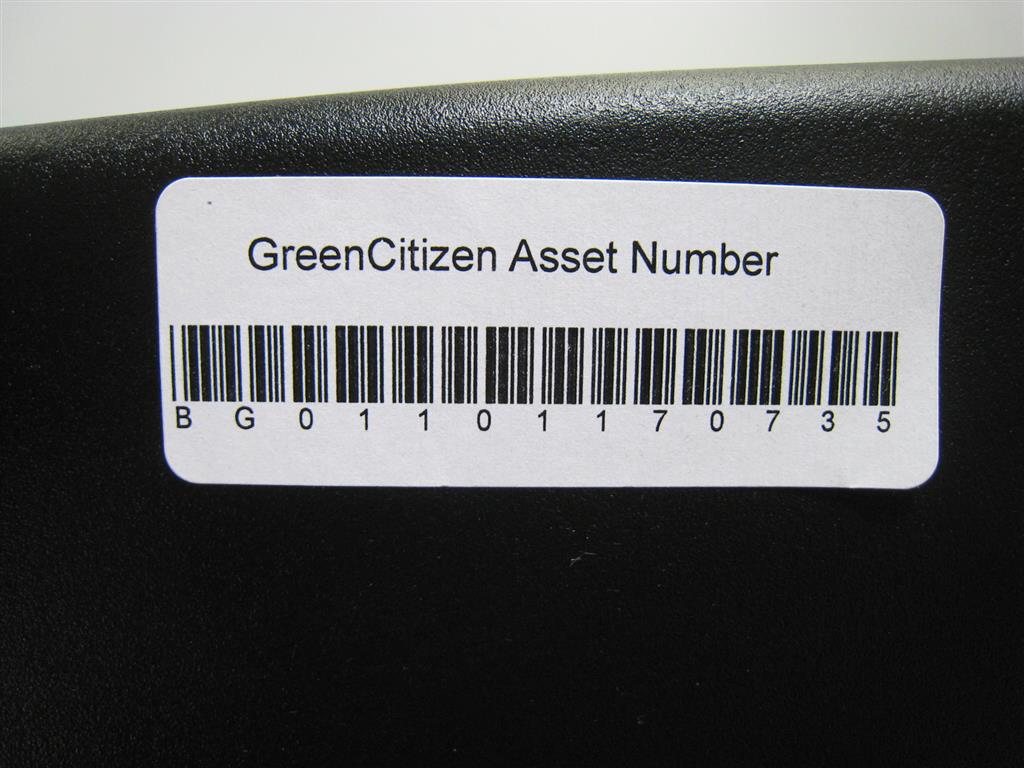 GreenCitizen Asset Number
B G 0 1 1 0 1 1 7 0 7 3 5